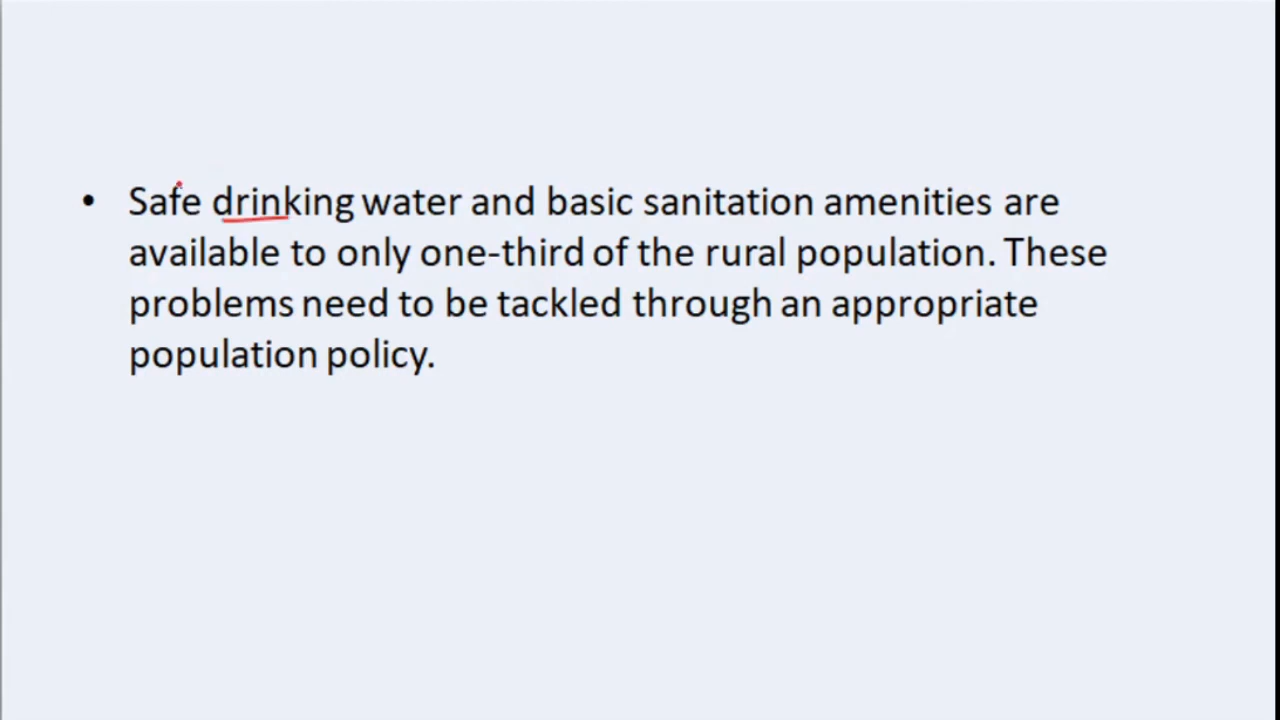 • Safe drinking water and basic sanitation amenities are
available to only one-third of the rural population. These
problems need to be tackled through an appropriate
population policy.